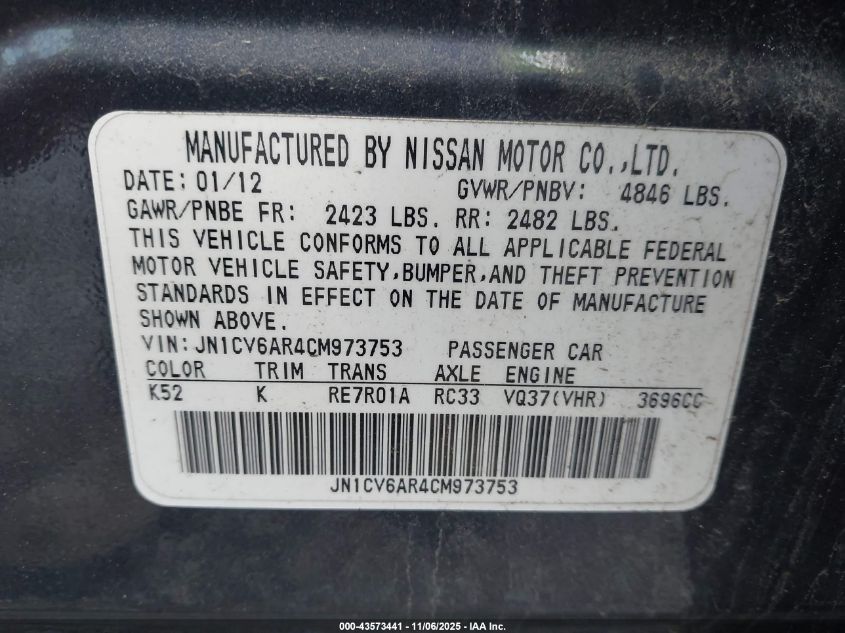 MANUFACTURED BY NISSAN MOTOR CO.,LTD.
DATE: 01/12 GVWR/PNBV: 4846 LBS.
GAWR/PNBE FR: 2423 LBS. RR: 2482 LBS.
THIS VEHICLE CONFORMS TO ALL APPLICABLE FEDERAL
MOTOR VEHICLE SAFETY,BUMPER,AND THEFT PREVENTION
STANDARDS IN EFFECT ON THE DATE OF MANUFACTURE
SHOWN ABOVE.
VIN: JN1CV6AR4CM973753 PASSENGER CAR
COLOR TRIM TRANS AXLE ENGINE
K52 K RE7R01A RC33 VQ37(VHR) 3696CC
JN1CV6AR4CM973753
000-43573441 - 11/06/2025 - IAA Inc.